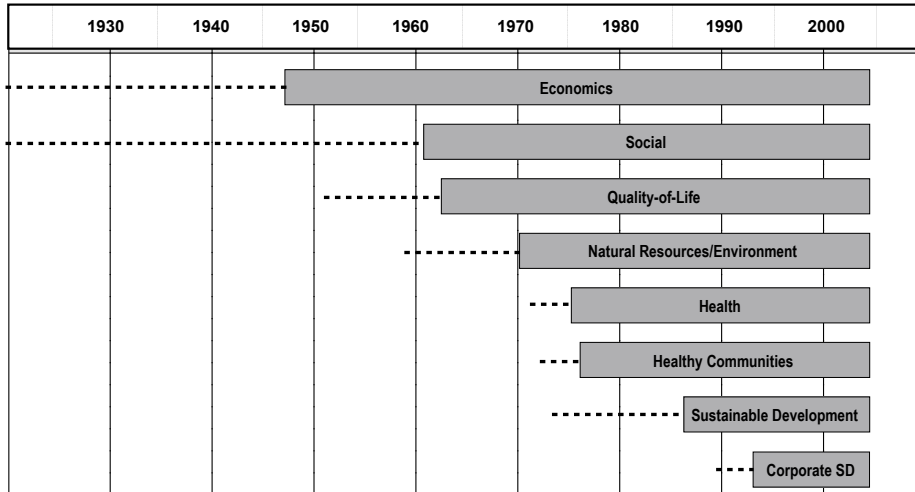 1930 1940 1950 1960 1970 1980 1990 2000
Economics
Social
Quality-of-Life
Natural Resources/Environment
Health
Healthy Communities
Sustainable Development
Corporate SD